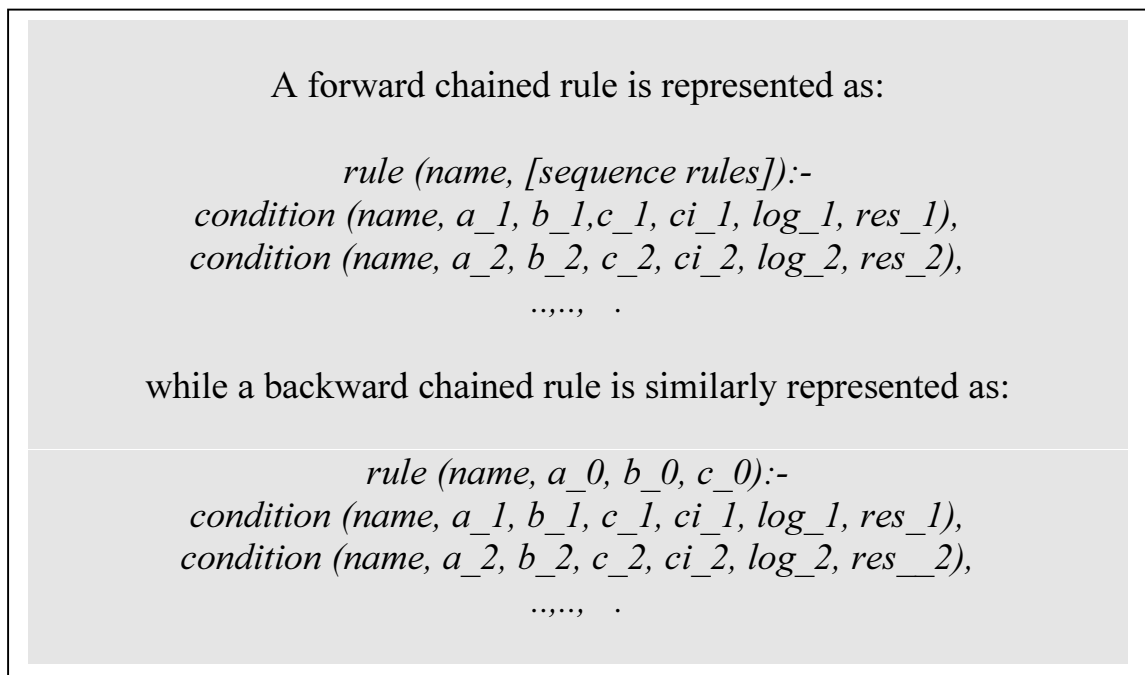 A forward chained rule is represented as:
rule (name, [sequence rules]):-
condition (name, a_1, b_1,c_1, ci_1, log_1, res_1),
condition (name, a_2, b_2, c_2, ci_2, log_2, res_2),
..,..,   .
while a backward chained rule is similarly represented as:
rule (name, a_0, b_0, c_0):-
condition (name, a_1, b_1, c_1, ci_1, log_1, res_1),
condition (name, a_2, b_2, c_2, ci_2, log_2, res__2),
..,..,   .